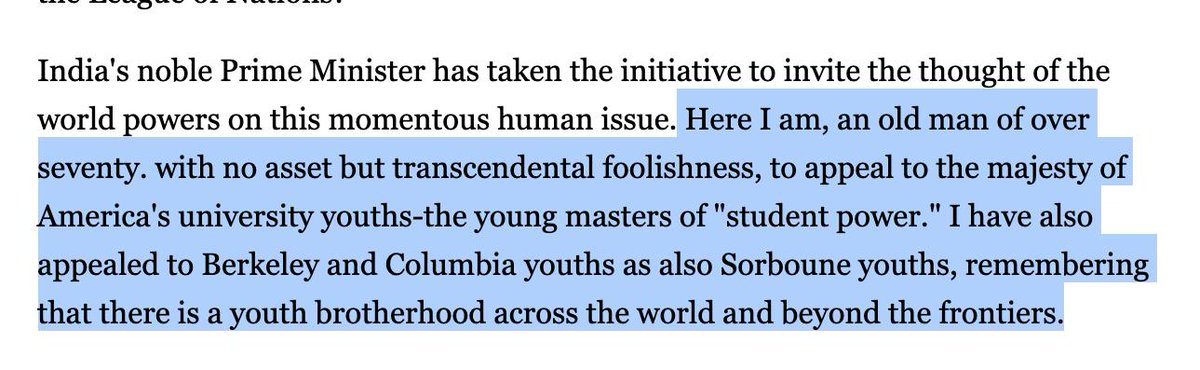 the League of Nations?
India's noble Prime Minister has taken the initiative to invite the thought of the
world powers on this momentous human issue. Here I am, an old man of over
seventy. with no asset but transcendental foolishness, to appeal to the majesty of
America's university youths-the young masters of "student power." I have also
appealed to Berkeley and Columbia youths as also Sorboune youths, remembering
that there is a youth brotherhood across the world and beyond the frontiers.